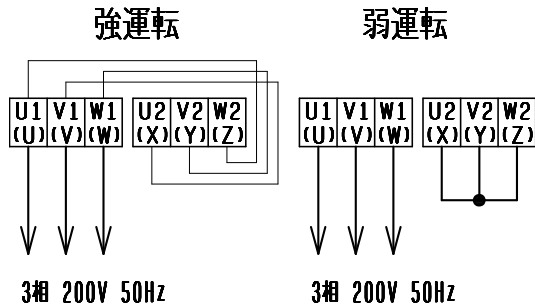 強運転 弱運転
U1 V1 W1 U2 V2 W2 U1 V1 W1 U2 V2 W2
(U) (V) (W) (X) (Y) (Z) (U) (V) (W) (X) (Y) (Z)
3相 200V 50Hz 3相 200V 50Hz